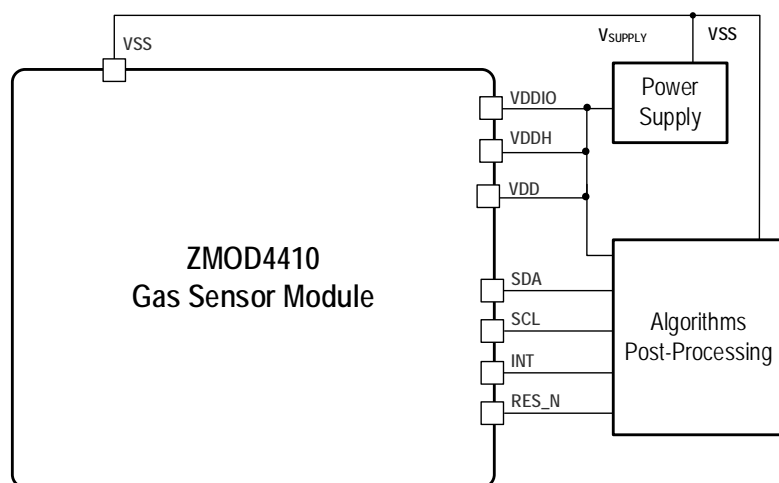 VSS
VSUPPLY
VSS
Power
Supply
VDDIO
VDDH
VDD
ZMOD4410
Gas Sensor Module
SDA
SCL
INT
RES_N
Algorithms
Post-Processing